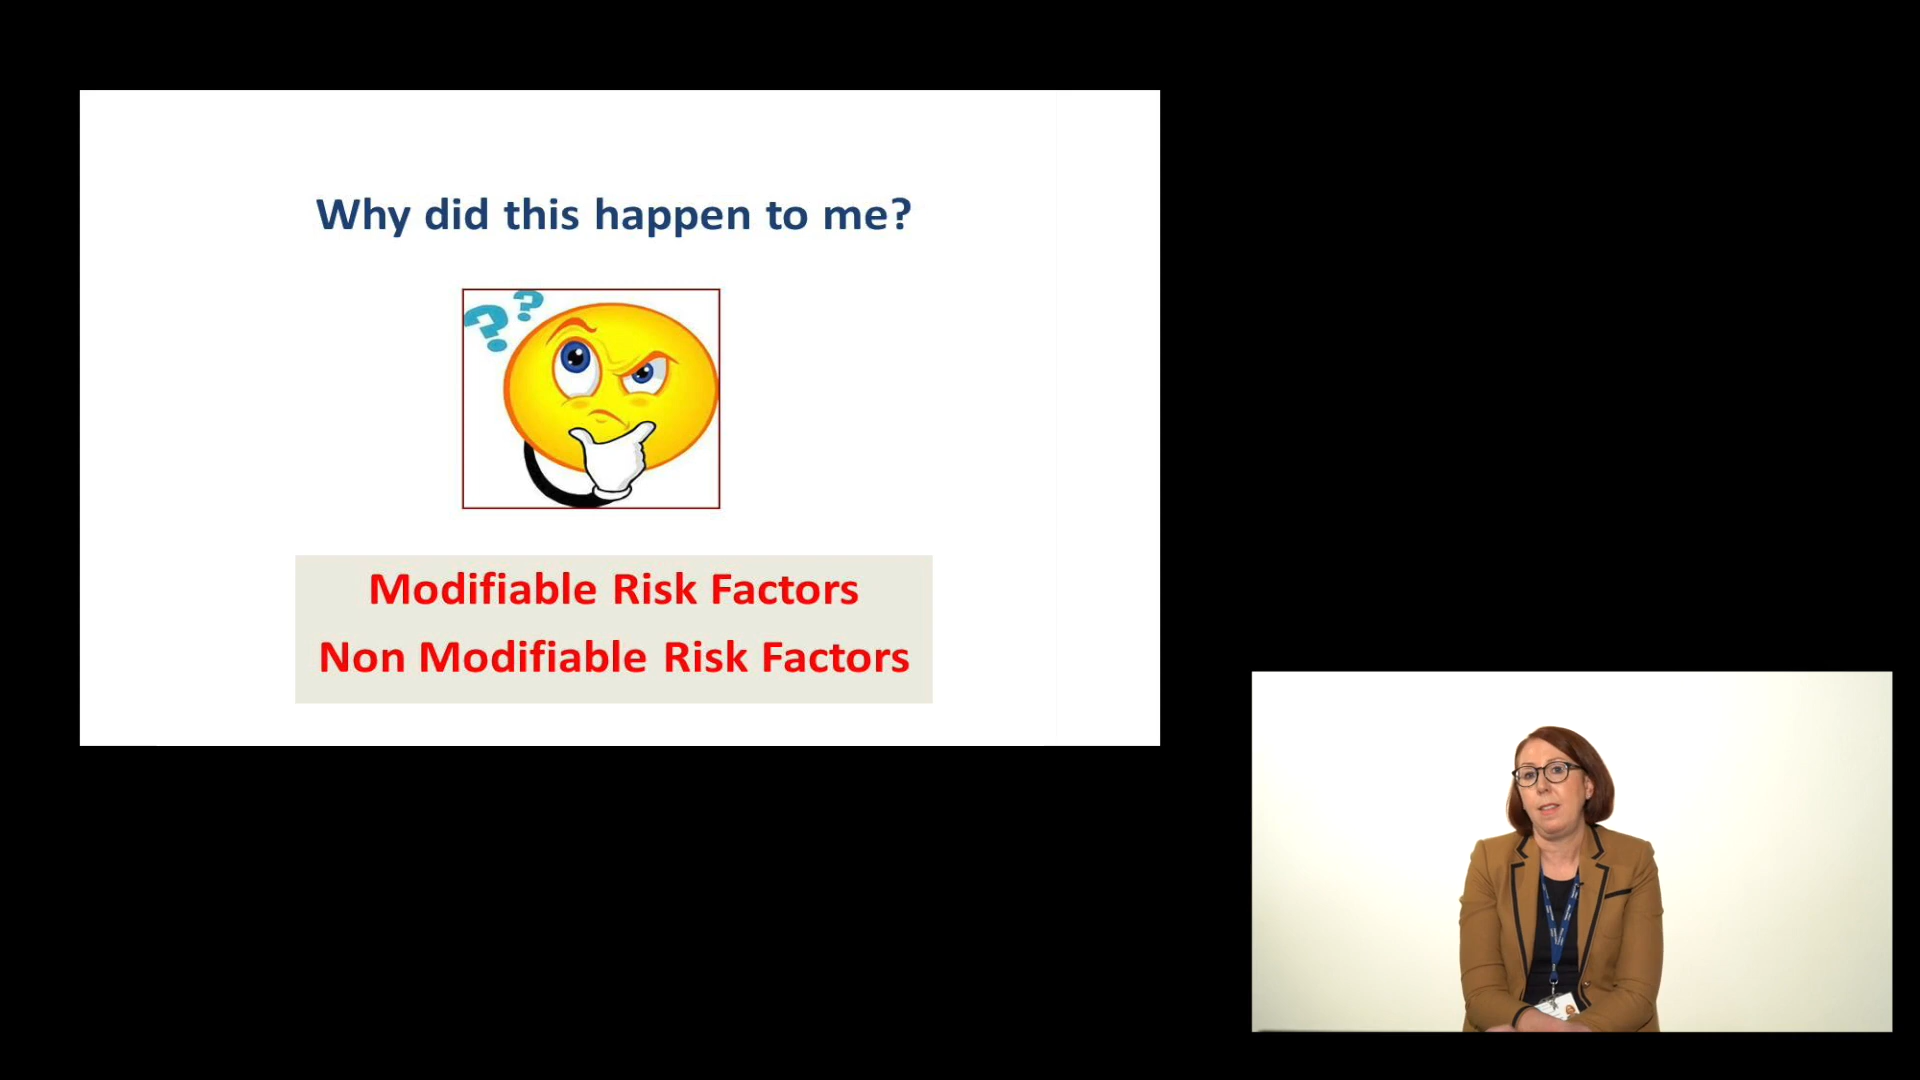 Why did this happen to me?
??
Modifiable Risk Factors
Non Modifiable Risk Factors